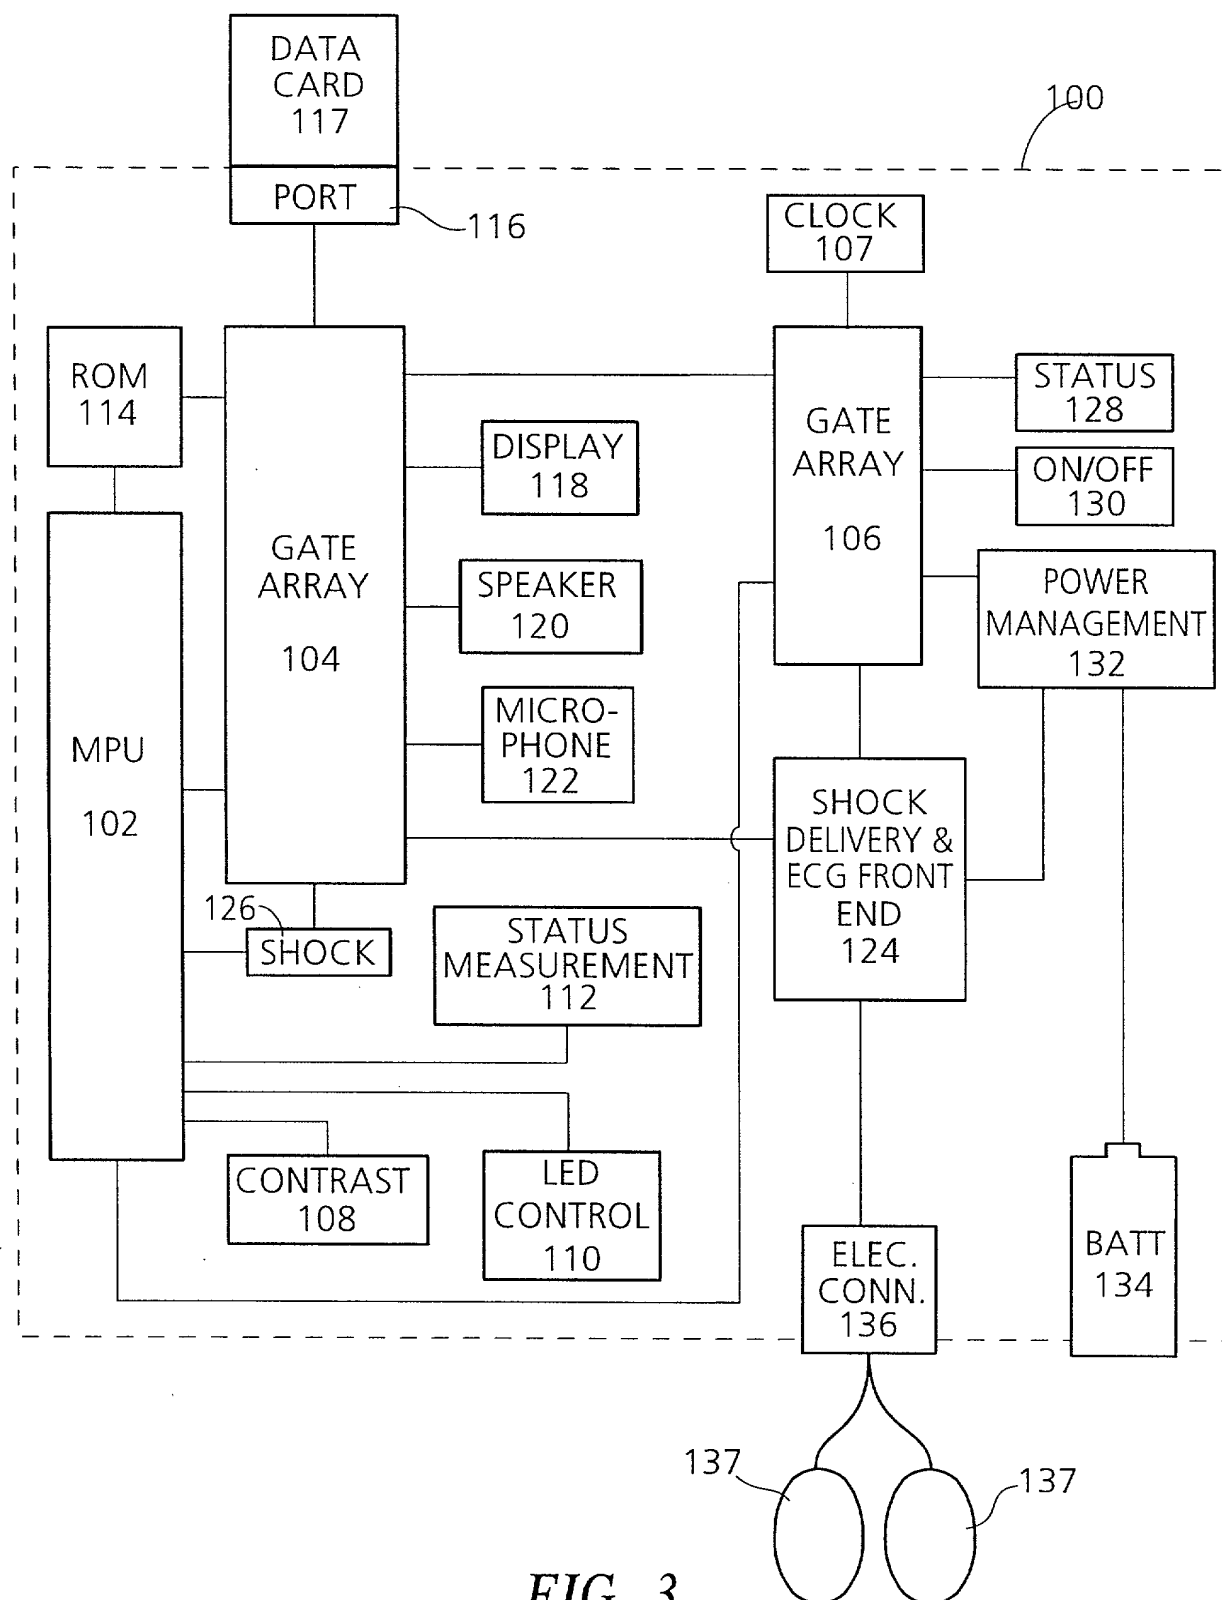 DATA
CARD
117
100
PORT
116
CLOCK
107
ROM
114
GATE
ARRAY
104
DISPLAY
118
SPEAKER
120
MICRO-
PHONE
122
GATE
ARRAY
106
STATUS
128
ON/OFF
130
POWER
MANAGEMENT
132
MPU
102
SHOCK
DELIVERY &
ECG FRONT
END
124
126
SHOCK
STATUS
MEASUREMENT
112
CONTRAST
108
LED
CONTROL
110
ELEC.
CONN.
136
BATT
134
137
137
FIG. 3